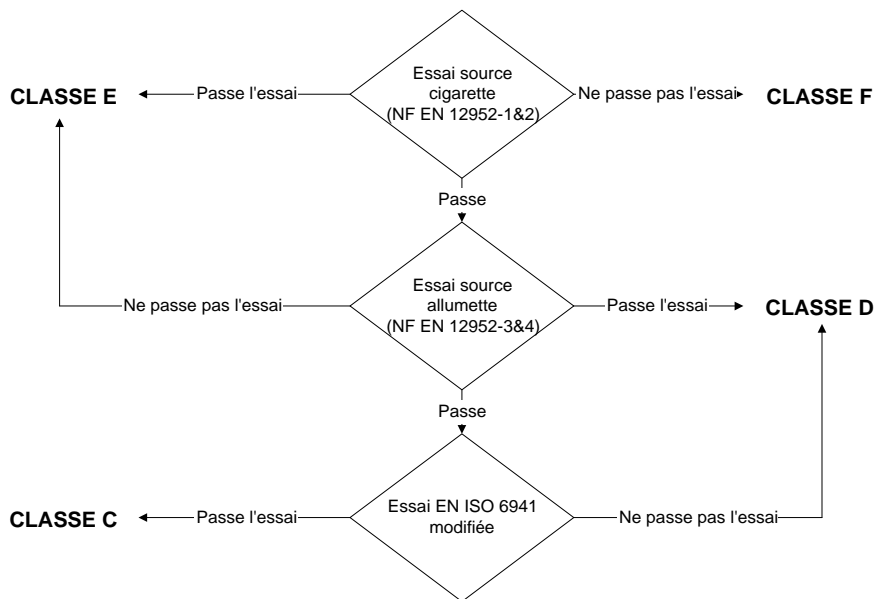 Essai source
cigarette
(NF EN 12952-1&2)
CLASSE E
Passe l'essai
Ne passe pas l'essai
CLASSE F
Passe
Essai source
allumette
(NF EN 12952-3&4)
Ne passe pas l'essai
Passe l'essai
CLASSE D
Passe
Essai EN ISO 6941
modifiée
CLASSE C
Passe l'essai
Ne passe pas l'essai